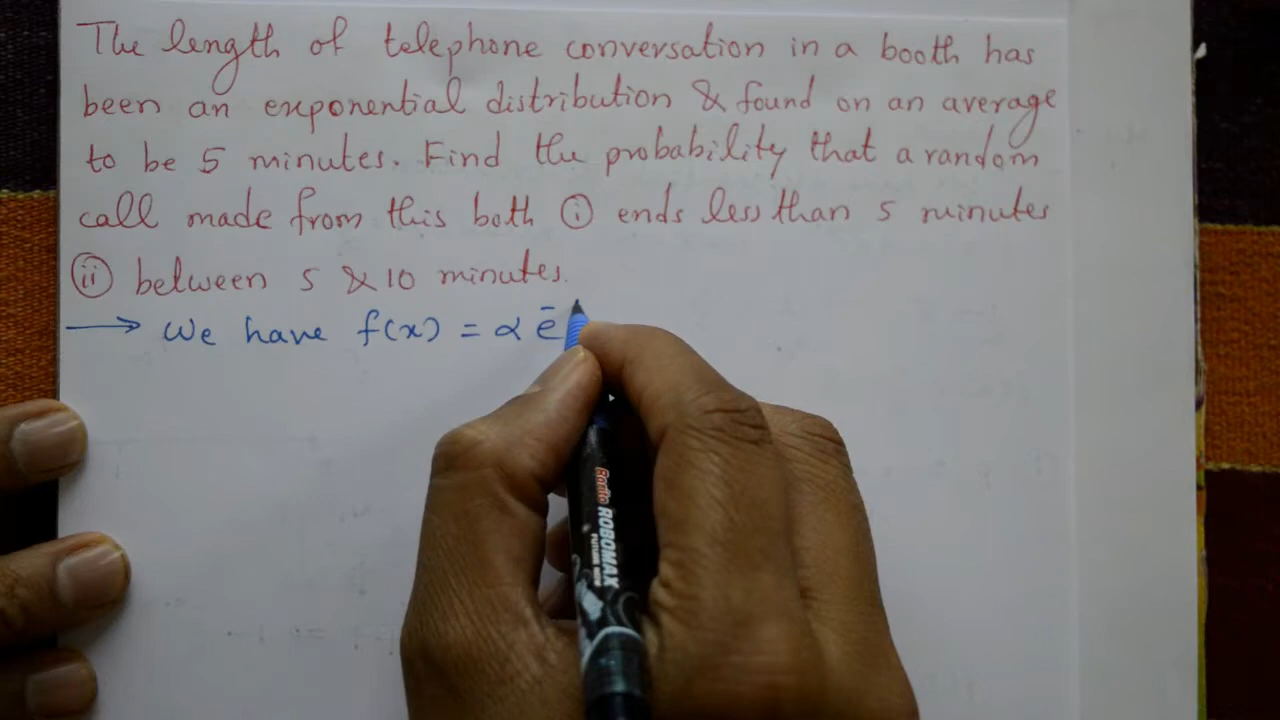 The length of telephone conversation in a booth has
been an exponential distribution & found on an average
to be 5 minutes. Find the probability that a random
call made from this both (i) ends less than 5 minutes
(ii) between 5 & 10 minutes.
→ We have f(x) = α e⁻
Rorito ROBOMAX